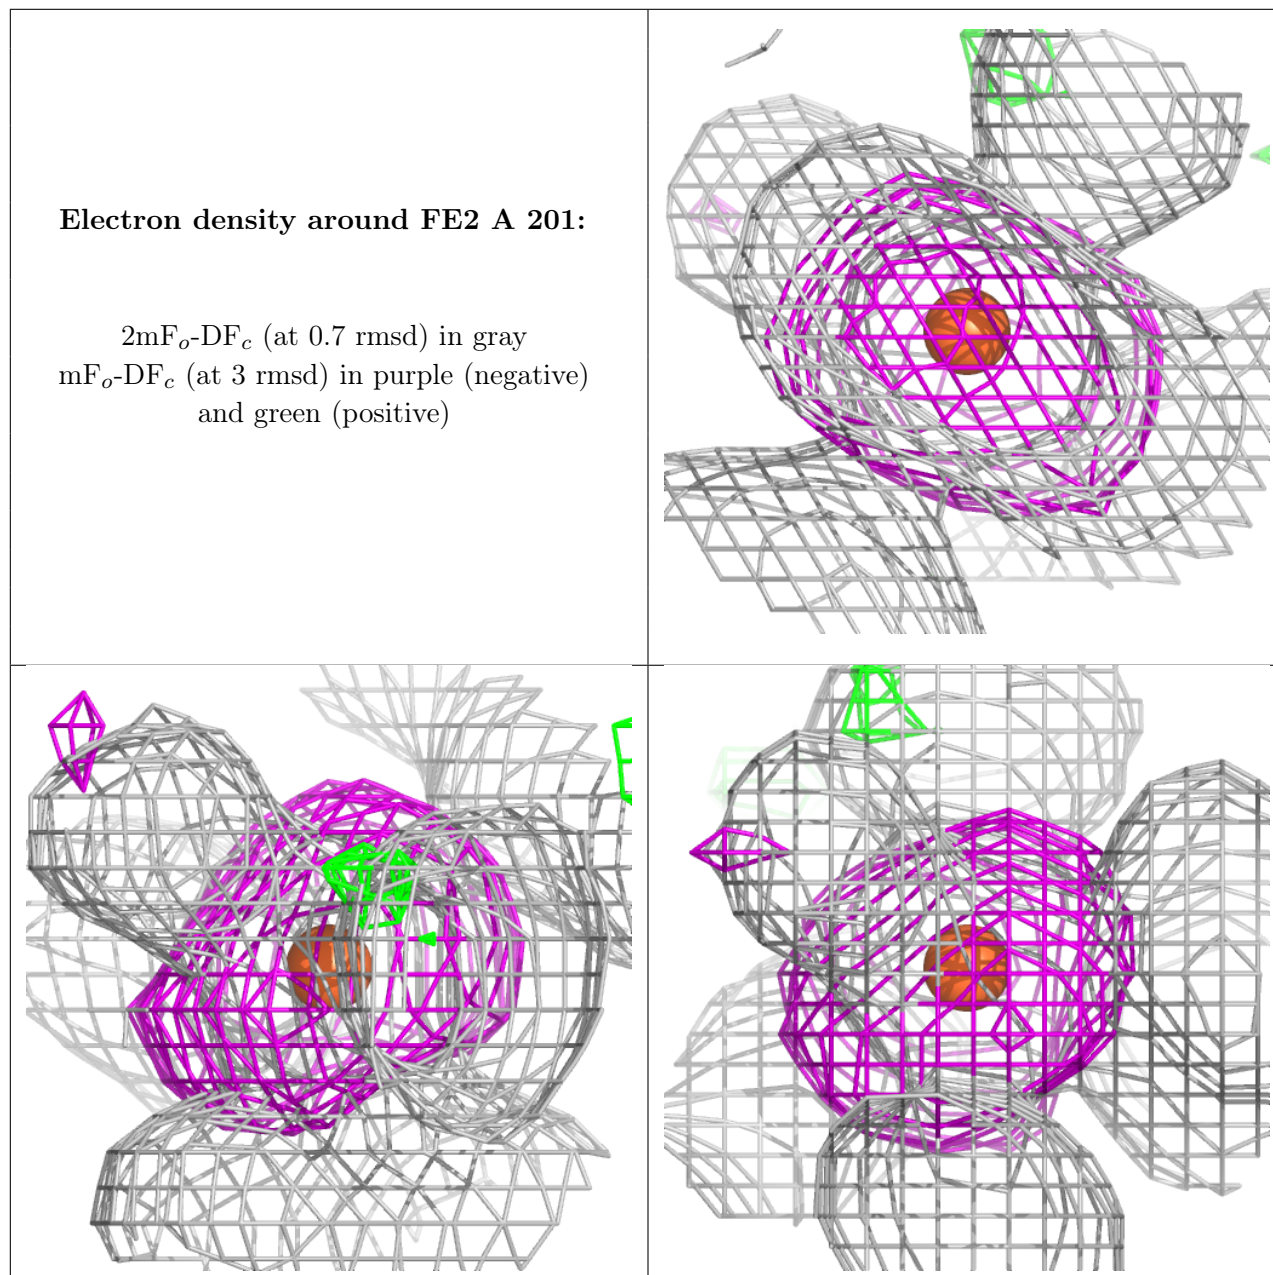 Electron density around FE2 A 201:
2mFo-DFc (at 0.7 rmsd) in gray
mFo-DFc (at 3 rmsd) in purple (negative)
and green (positive)